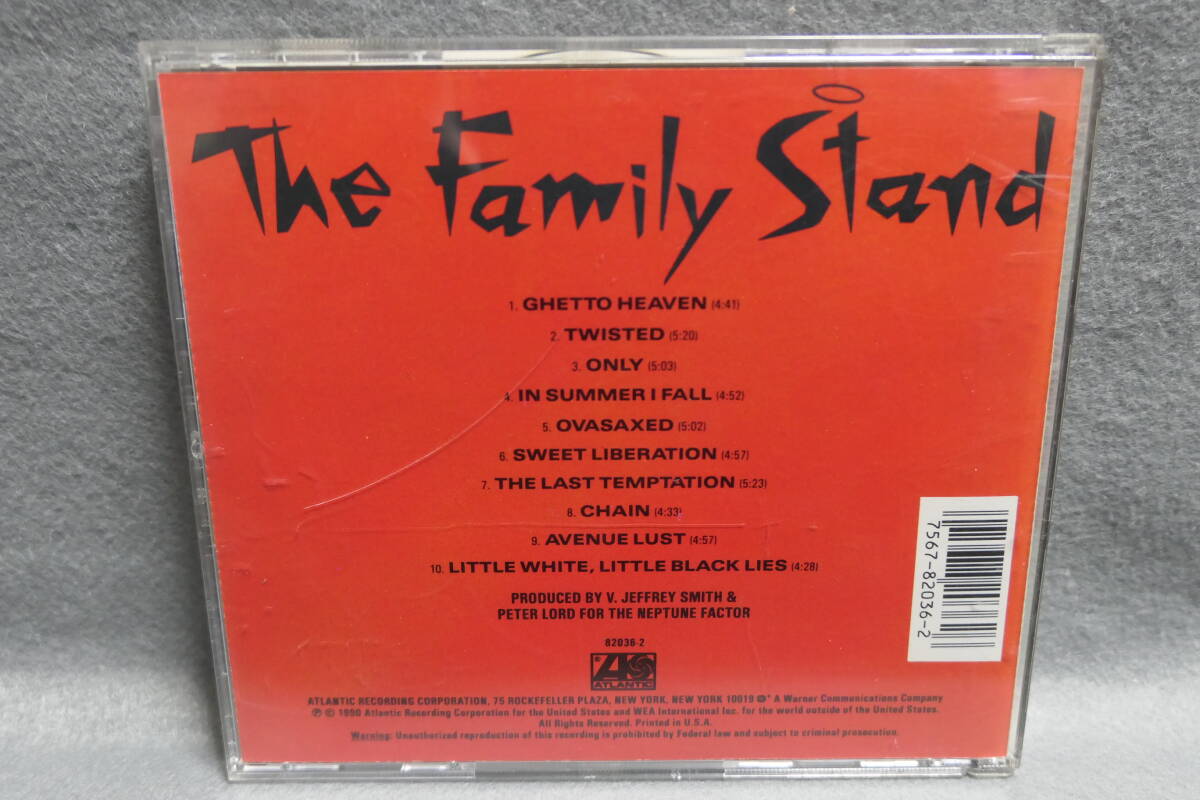 The Family Stand
1. GHETTO HEAVEN (4:41)
2. TWISTED (5:20)
3. ONLY (5:03)
4. IN SUMMER I FALL (4:52)
5. OVASAXED (5:02)
6. SWEET LIBERATION (4:57)
7. THE LAST TEMPTATION (5:23)
8. CHAIN (4:33)
9. AVENUE LUST (4:57)
10. LITTLE WHITE, LITTLE BLACK LIES (4:28)
PRODUCED BY V. JEFFREY SMITH &
PETER LORD FOR THE NEPTUNE FACTOR
82036-2
ATLANTIC
ATLANTIC RECORDING CORPORATION, 75 ROCKEFELLER PLAZA, NEW YORK, NEW YORK 10019 A Warner Communications Company
℗ © 1990 Atlantic Recording Corporation for the United States and WEA International Inc. for the world outside of the United States.
All Rights Reserved. Printed in U.S.A.
Warning: Unauthorized reproduction of this recording is prohibited by Federal law and subject to criminal prosecution.
7567-82036-2